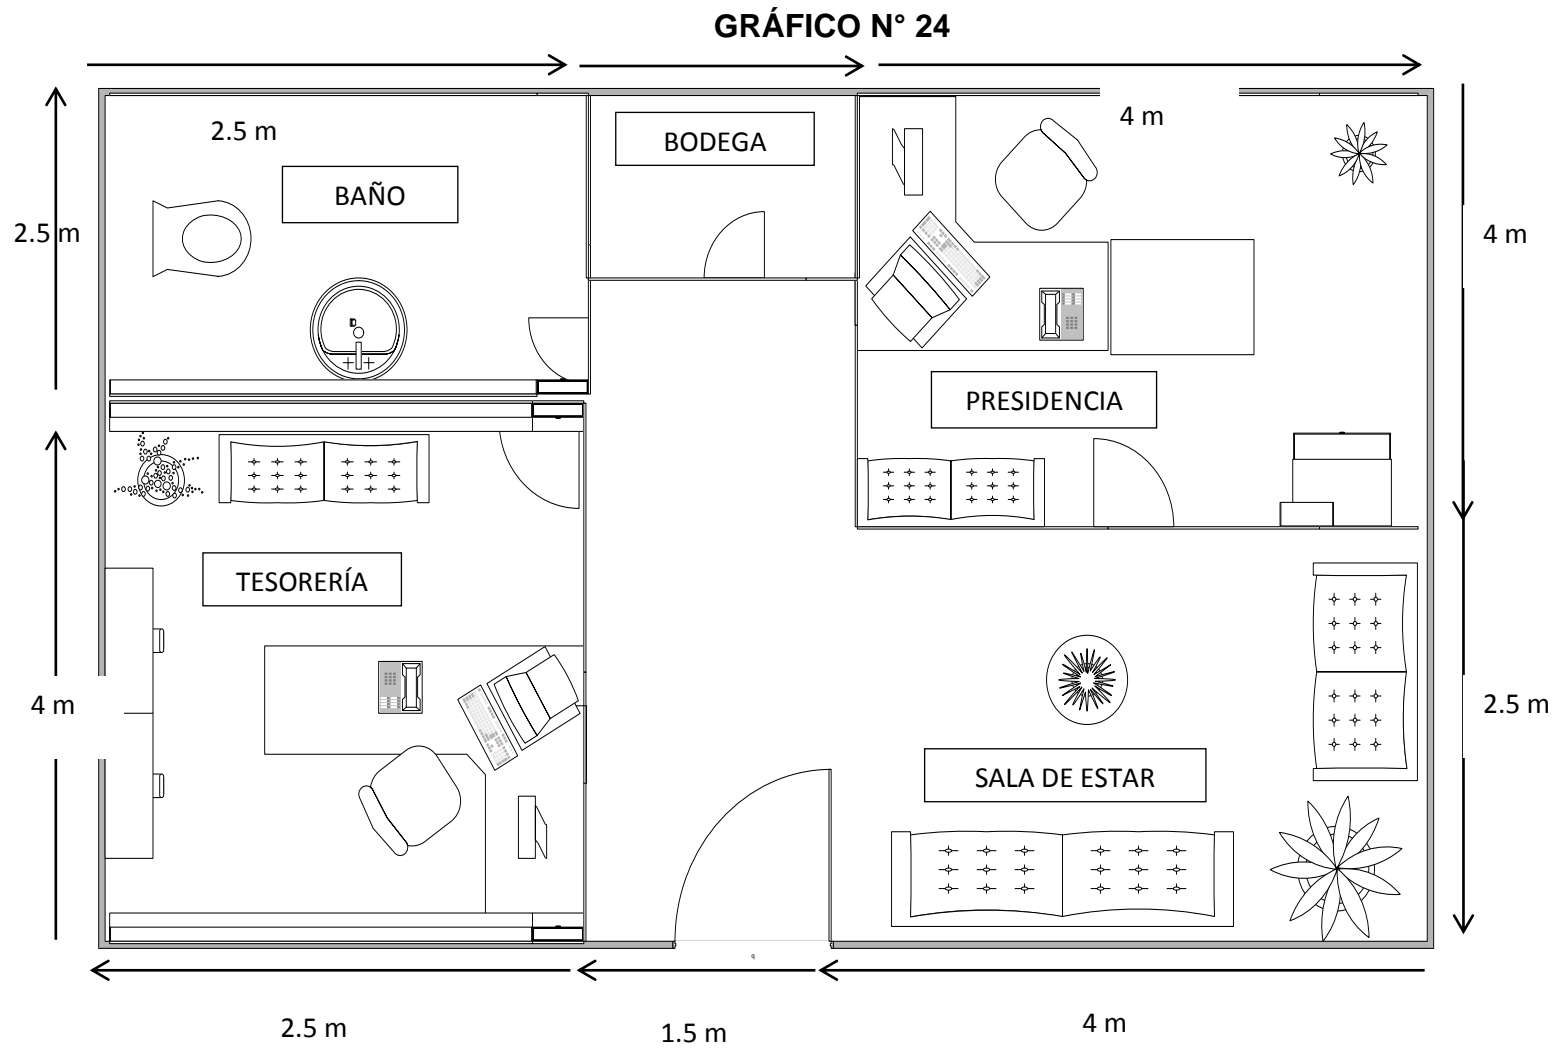 GRÁFICO N° 24
4 m
2.5 m
BODEGA
BAÑO
2.5 m
4 m
PRESIDENCIA
TESORERÍA
4 m
2.5 m
SALA DE ESTAR
q
2.5 m
1.5 m
4 m